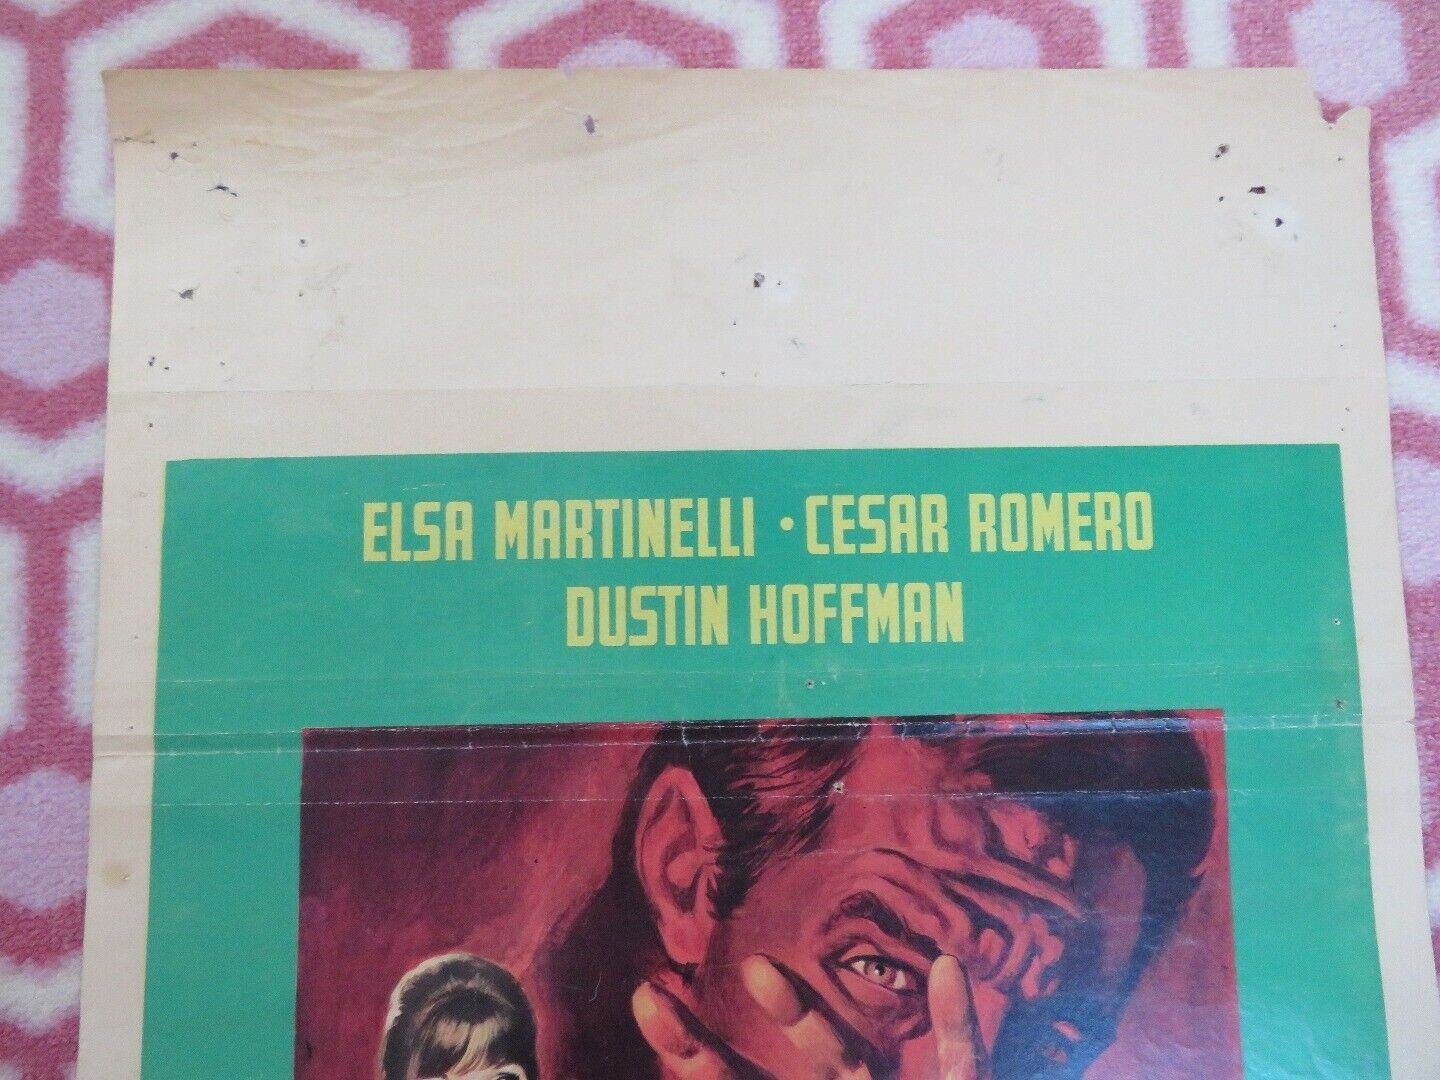 ELSA MARTINELLI • CESAR ROMERO
DUSTIN HOFFMAN